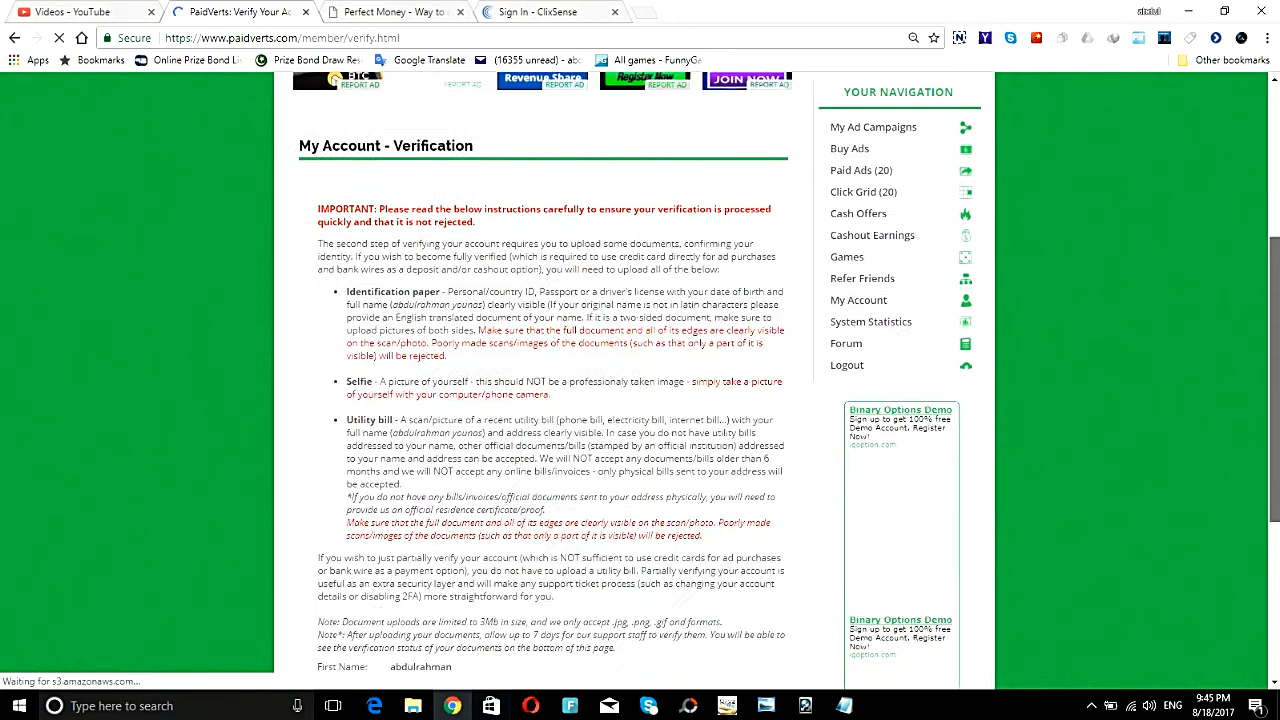 Videos - YouTube
PaidVerts: Verify Your Ac
Perfect Money - Way to
Sign In - ClixSense
Secure
https://www.paidverts.com/member/verify.html
Apps
Bookmarks
Online Prize Bond Lis
Prize Bond Draw Res
Google Translate
(16355 unread) - abc
All games - FunnyGa
Other bookmarks
BTC
REPORT AD
REPORT AD
Revenue Share
REPORT AD
Register Now
REPORT AD
JOIN NOW
REPORT AD
YOUR NAVIGATION
My Ad Campaigns
Buy Ads
Paid Ads (20)
Click Grid (20)
Cash Offers
Cashout Earnings
Games
Refer Friends
My Account
System Statistics
Forum
Logout
My Account - Verification
IMPORTANT: Please read the below instructions carefully to ensure your verification is processed
quickly and that it is not rejected.
The second step of verifying your account requires you to upload some documents, confirming your
identity. If you wish to become fully verified (which is required to use credit card directly for ad purchases
and bank wires as a deposit and/or cashout option), you will need to upload all of the below:
Identification paper - Personal/country ID, Passport or a driver's license with your date of birth and
full name (abdulrahman younas) clearly visible (If your original name is not in latin characters please
provide an English translated document of your name. If it is a two-sided document, make sure to
upload pictures of both sides. Make sure that the full document and all of its edges are clearly visible
on the scan/photo. Poorly made scans/images of the documents (such as that only a part of it is
visible) will be rejected.
Selfie - A picture of yourself - this should NOT be a professionaly taken image - simply take a picture
of yourself with your computer/phone camera.
Utility bill - A scan/picture of a recent utility bill (phone bill, electricity bill, internet bill...) with your
full name (abdulrahman younas) and address clearly visible. In case you do not have utility bills
addressed to your name, other official documents/bills (stamped by an official institution) addressed
to your name and address can be accepted. We will NOT accept any documents/bills older than 6
months and we will NOT accept any online bills/invoices - only physical bills sent to your address will
be accepted.
*If you do not have any bills/invoices/official documents sent to your address physically, you will need to
provide us an official residence certificate/proof.
Make sure that the full document and all of its edges are clearly visible on the scan/photo. Poorly made
scans/images of the documents (such as that only a part of it is visible) will be rejected.
If you wish to just partially verify your account (which is NOT sufficient to use credit cards for ad purchases
or bank wire as a payment option), you do not have to upload a utility bill. Partially verifying your account is
useful as an extra security layer and will make any support ticket process (such as changing your account
details or disabling 2FA) more straightforward for you.
Note: Document uploads are limited to 3Mb in size, and we only accept .jpg, .png, .gif and formats.
Note*: After uploading your documents, allow up to 7 days for our support staff to verify them. You will be able to
see the verification status of your documents on the bottom of this page.
First Name: abdulrahman
Binary Options Demo
Sign up to get 100% free
Demo Account, Register
Now!
iqoption.com
Binary Options Demo
Sign up to get 100% free
Demo Account, Register
Now!
iqoption.com
Waiting for s3.amazonaws.com...
Type here to search
ENG
9:45 PM
8/18/2017